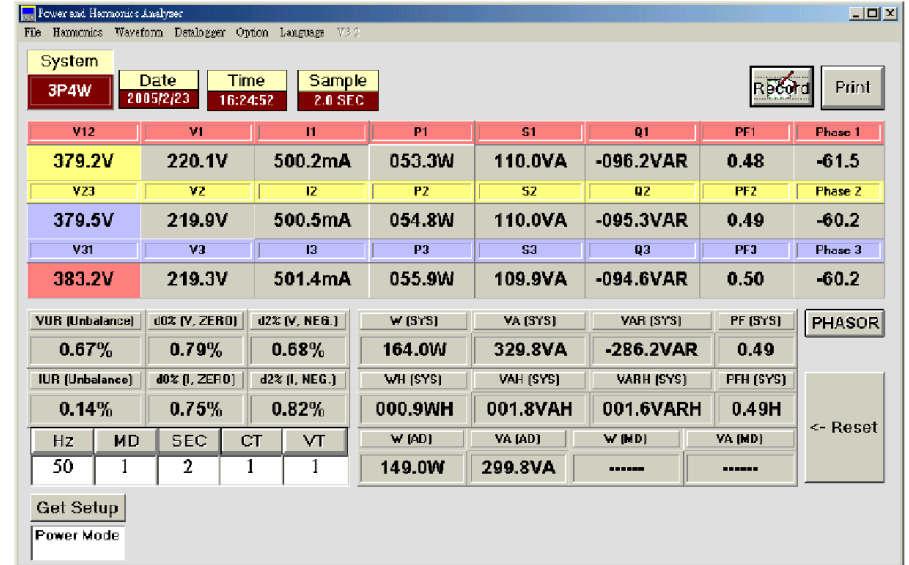 Power and Harmonics Analyzer
File Harmonics Waveform Datalogger Option Language V3.2
System
3P4W
Date Time Sample
2005/2/23 16:24:52 2.0 SEC
Record Print
V12 V1 I1 P1 S1 Q1 PF1 Phase 1
379.2V 220.1V 500.2mA 053.3W 110.0VA -096.2VAR 0.48 -61.5
V23 V2 I2 P2 S2 Q2 PF2 Phase 2
379.5V 219.9V 500.5mA 054.8W 110.0VA -095.3VAR 0.49 -60.2
V31 V3 I3 P3 S3 Q3 PF3 Phase 3
383.2V 219.3V 501.4mA 055.9W 109.9VA -094.6VAR 0.50 -60.2
VUR (Unbalance) d0% (V, ZERO) d2% (V, NEG.) W (SYS) VA (SYS) VAR (SYS) PF (SYS) PHASOR
0.67% 0.79% 0.68% 164.0W 329.8VA -286.2VAR 0.49
IUR (Unbalance) d0% (I, ZERO) d2% (I, NEG.) WH (SYS) VAH (SYS) VARH (SYS) PFH (SYS)
0.14% 0.75% 0.82% 000.9WH 001.8VAH 001.6VARH 0.49H
<- Reset
Hz MD SEC CT VT W (AD) VA (AD) W (MD) VA (MD)
50 1 2 1 1 149.0W 299.8VA ------ ------
Get Setup
Power Mode